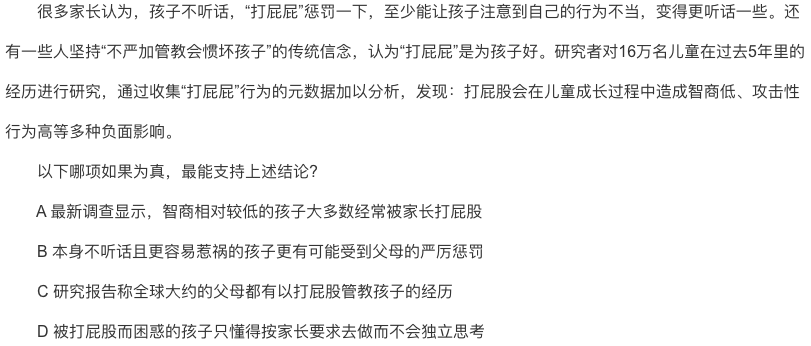 很多家长认为，孩子不听话，“打屁屁”惩罚一下，至少能让孩子注意到自己的行为不当，变得更听话一些。还
有一些人坚持“不严加管教会惯坏孩子”的传统信念，认为“打屁屁”是为孩子好。研究者对16万名儿童在过去5年里的
经历进行研究，通过收集“打屁屁”行为的元数据加以分析，发现：打屁股会在儿童成长过程中造成智商低、攻击性
行为高等多种负面影响。
以下哪项如果为真，最能支持上述结论?
A 最新调查显示，智商相对较低的孩子大多数经常被家长打屁股
B 本身不听话且更容易惹祸的孩子更有可能受到父母的严厉惩罚
C 研究报告称全球大约的父母都有以打屁股管教孩子的经历
D 被打屁股而困惑的孩子只懂得按家长要求去做而不会独立思考